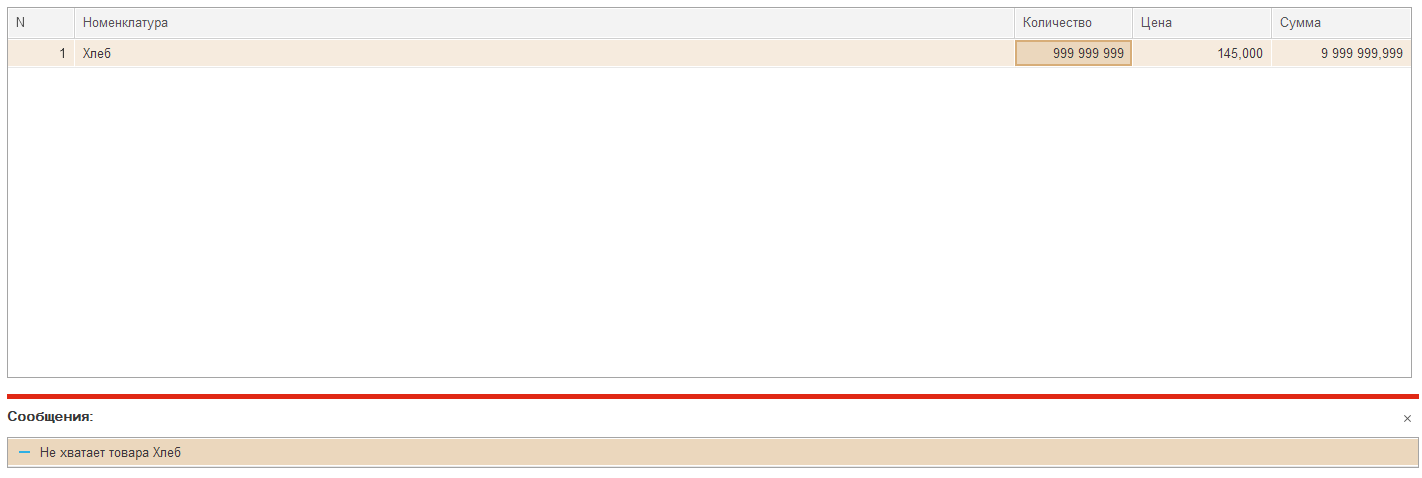 N Номенклатура Количество Цена Сумма
1 Хлеб 999 999 999 145,000 9 999 999,999
Сообщения:
Не хватает товара Хлеб